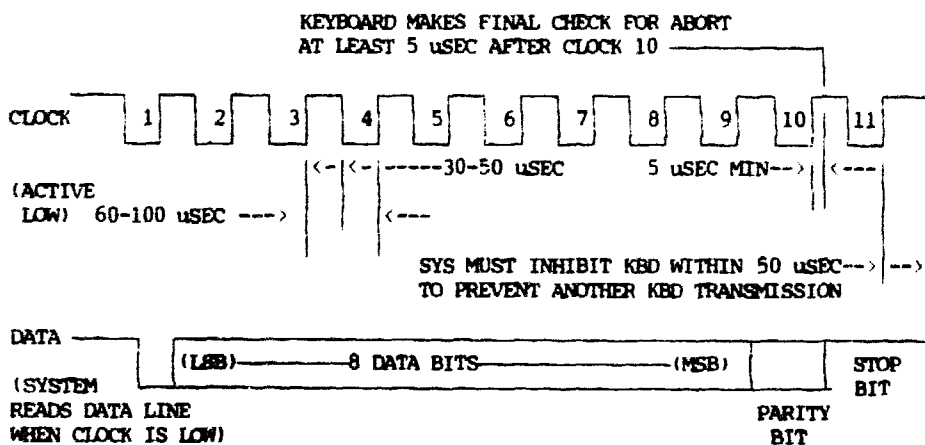 KEYBOARD MAKES FINAL CHECK FOR ABORT
AT LEAST 5 uSEC AFTER CLOCK 10
CLOCK 1 2 3 4 5 6 7 8 9 10 11
<- <- -----30-50 uSEC 5 uSEC MIN--> <---
(ACTIVE
LOW) 60-100 uSEC ---> <---
SYS MUST INHIBIT KBD WITHIN 50 uSEC--> -->
TO PREVENT ANOTHER KBD TRANSMISSION
DATA
(LSB) 8 DATA BITS (MSB) STOP
BIT
(SYSTEM
READS DATA LINE
WHEN CLOCK IS LOW)
PARITY
BIT